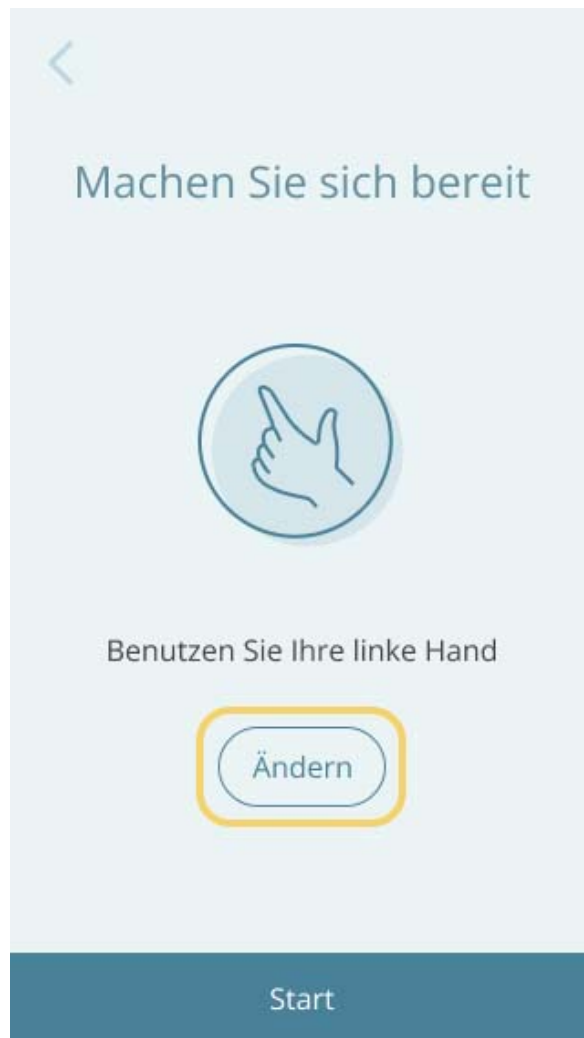 Machen Sie sich bereit
Benutzen Sie Ihre linke Hand
Ändern
Start